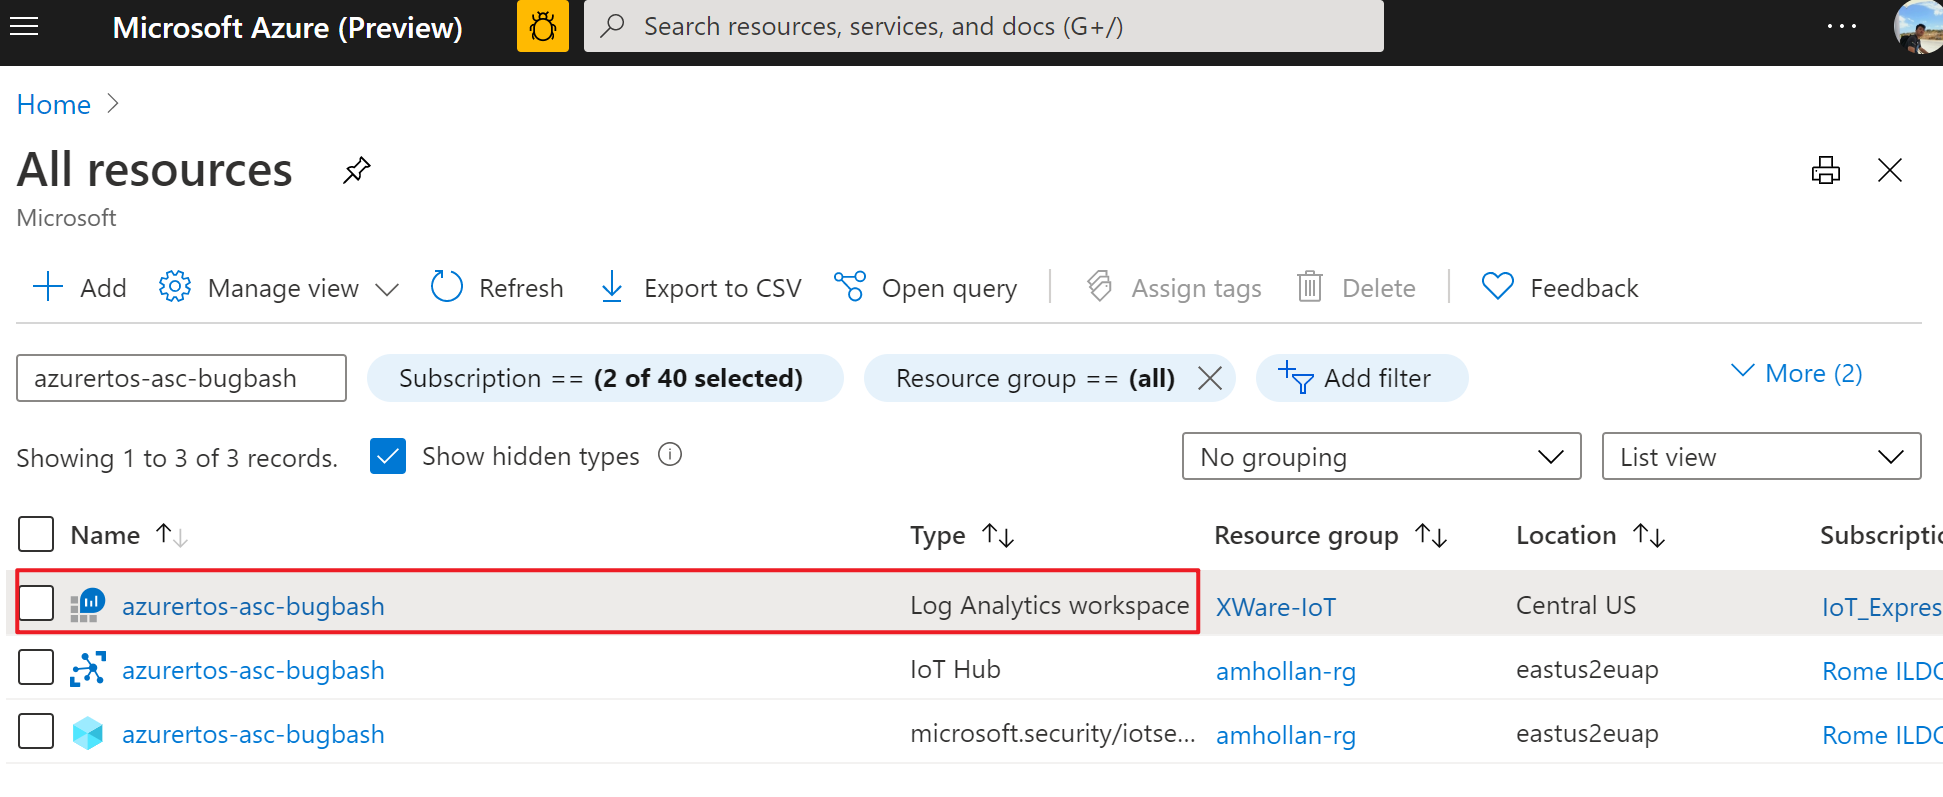 Microsoft Azure (Preview) Search resources, services, and docs (G+/)
Home
All resources
Microsoft
Add Manage view Refresh Export to CSV Open query Assign tags Delete Feedback
azurertos-asc-bugbash Subscription == (2 of 40 selected) Resource group == (all) Add filter More (2)
Showing 1 to 3 of 3 records. Show hidden types No grouping List view
Name Type Resource group Location Subscriptio
azurertos-asc-bugbash Log Analytics workspace XWare-IoT Central US IoT_Expres
azurertos-asc-bugbash IoT Hub amhollan-rg eastus2euap Rome ILDC
azurertos-asc-bugbash microsoft.security/iotse... amhollan-rg eastus2euap Rome ILDC